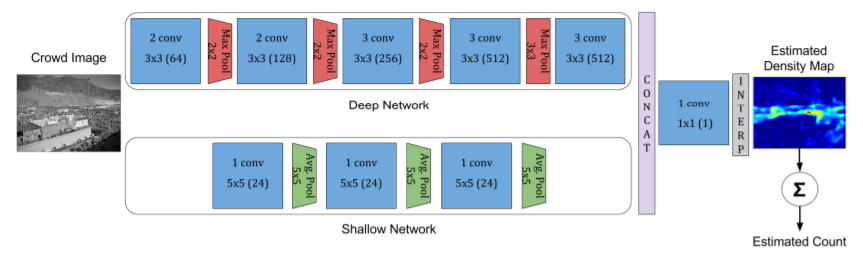 Crowd Image
2 conv
3x3 (64)
Max Pool
2x2
2 conv
3x3 (128)
Max Pool
2x2
3 conv
3x3 (256)
Max Pool
2x2
3 conv
3x3 (512)
Max Pool
3x3
3 conv
3x3 (512)
Deep Network
1 conv
5x5 (24)
Avg. Pool
5x5
1 conv
5x5 (24)
Avg. Pool
5x5
1 conv
5x5 (24)
Avg. Pool
5x5
Shallow Network
CONCAT
1 conv
1x1 (1)
INTERP
Estimated
Density Map
Σ
Estimated Count